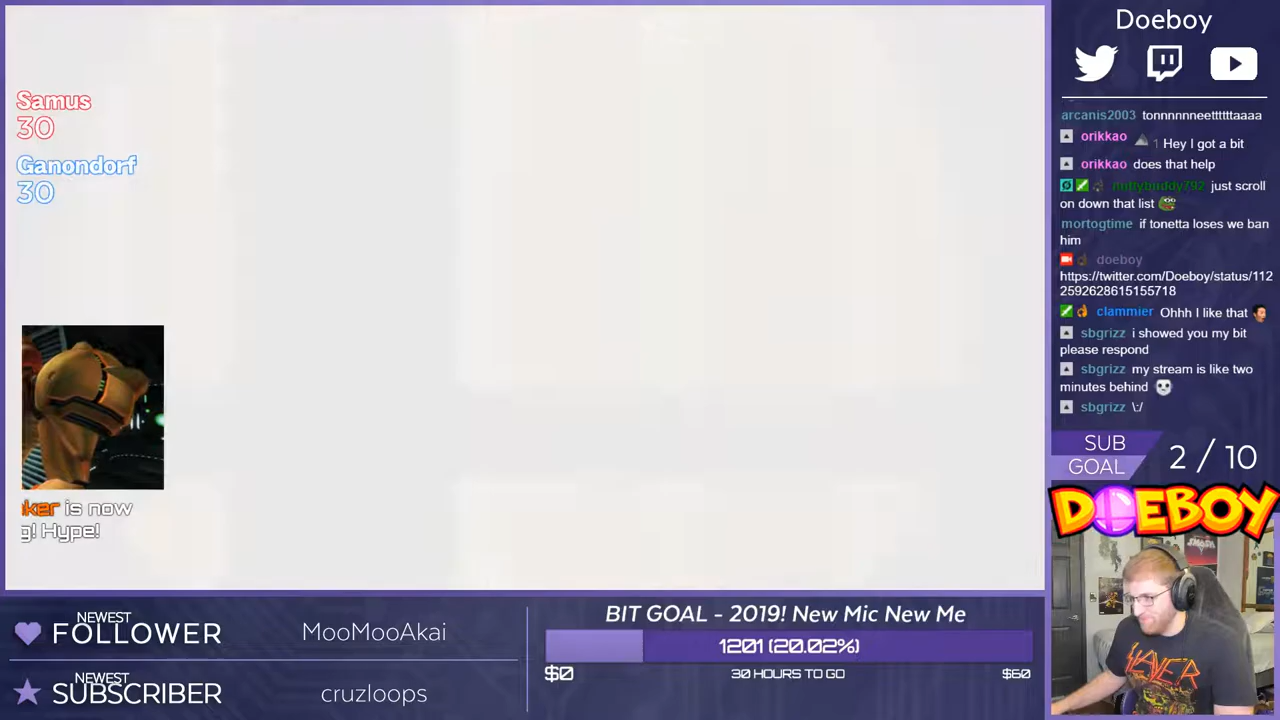 Samus
30
Ganondorf
30
ker is now
g! Hype!
Doeboy
arcanis2003 tonnnnnneettttttaaaa
orikkao 1 Hey I got a bit
orikkao does that help
just scroll
on down that list
mortogtime if tonetta loses we ban
him
doeboy
https://twitter.com/Doeboy/status/112
2592628615155718
clammier Ohhh I like that
sbgrizz i showed you my bit
please respond
sbgrizz my stream is like two
minutes behind
sbgrizz \:/
SUB
GOAL
2 / 10
DOEBOY
SLAYER
NEWEST
FOLLOWER
MooMooAkai
NEWEST
SUBSCRIBER
cruzloops
BIT GOAL - 2019! New Mic New Me
1201 (20.02%)
$0
30 HOURS TO GO
$60